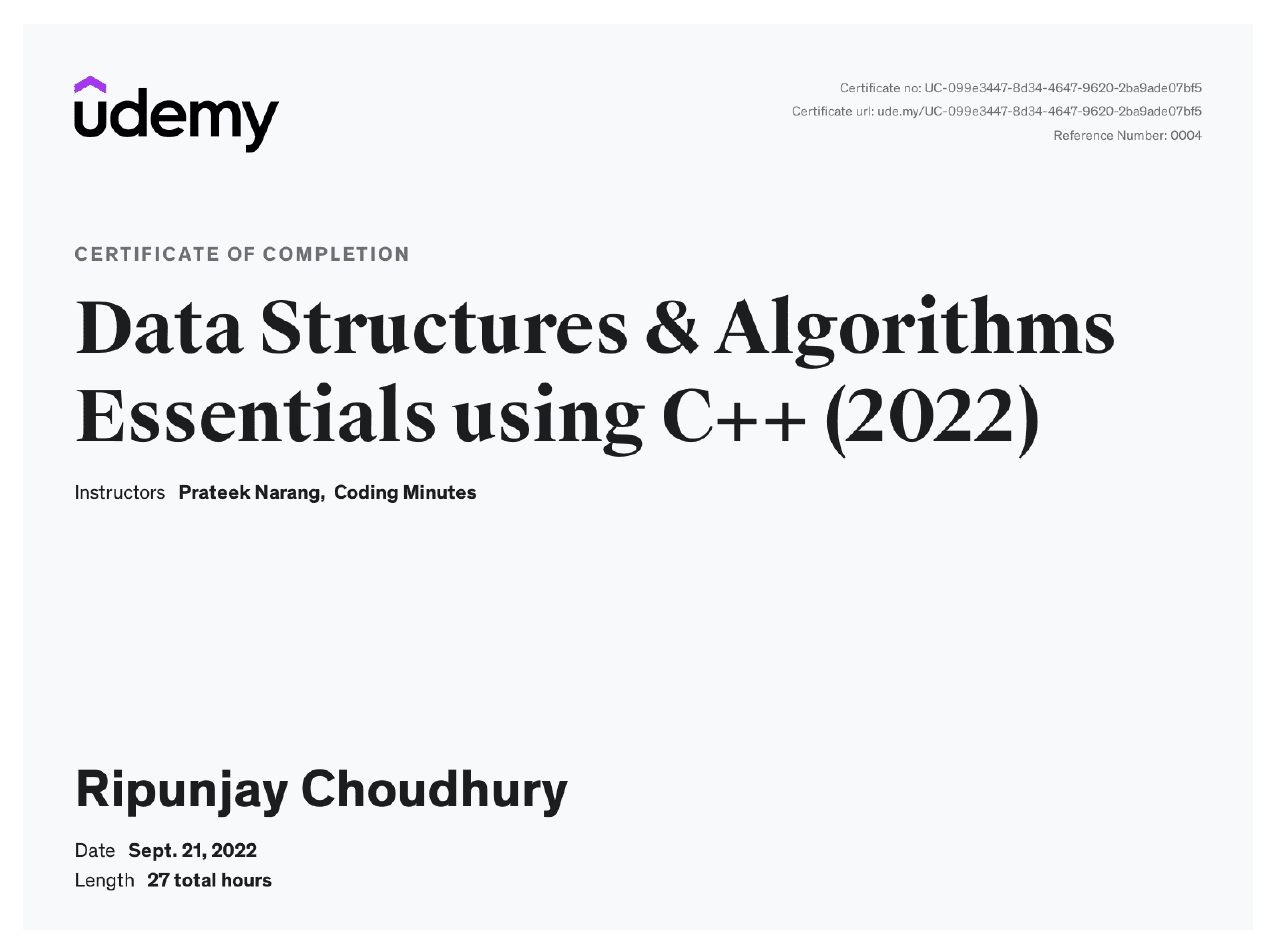 udemy
Certificate no: UC-099e3447-8d34-4647-9620-2ba9ade07bf5
Certificate url: ude.my/UC-099e3447-8d34-4647-9620-2ba9ade07bf5
Reference Number: 0004
CERTIFICATE OF COMPLETION
Data Structures & Algorithms
Essentials using C++ (2022)
Instructors Prateek Narang, Coding Minutes
Ripunjay Choudhury
Date Sept. 21, 2022
Length 27 total hours